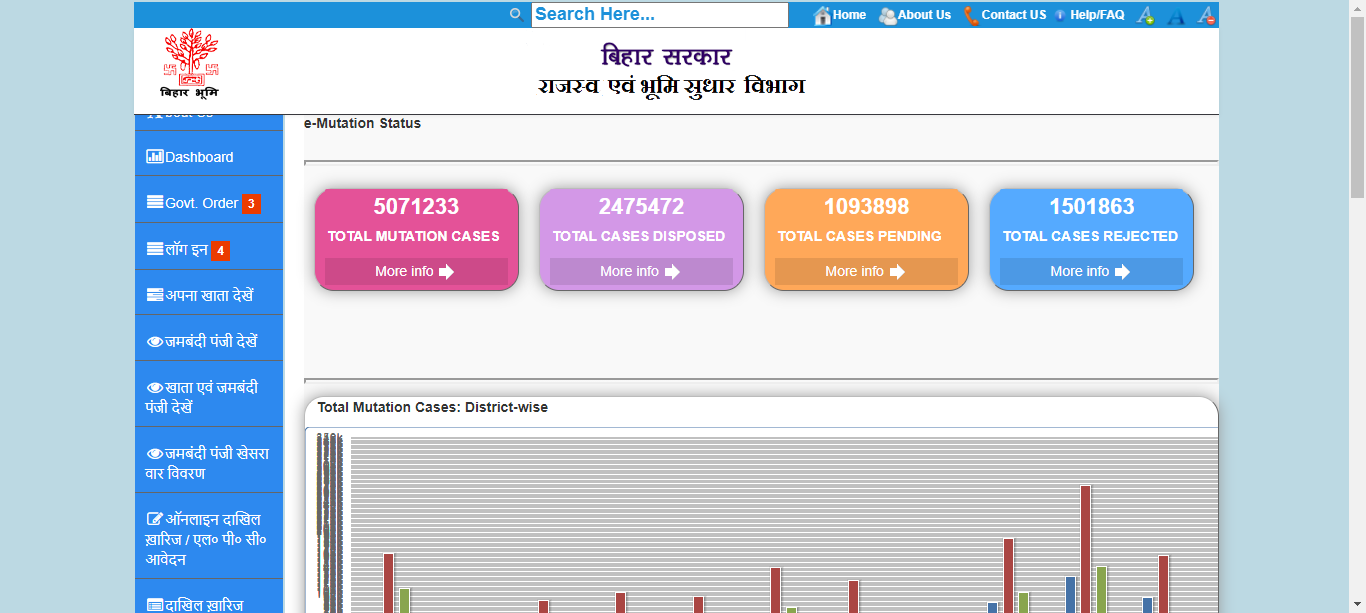 Search Here...
Home About Us Contact US Help/FAQ A A A
बिहार सरकार
राजस्व एवं भूमि सुधार विभाग
बिहार भूमि
About Us
Dashboard
Govt. Order 3
लॉग इन 4
अपना खाता देखें
जमबंदी पंजी देखें
खाता एवं जमबंदी
पंजी देखें
जमबंदी पंजी खेसरा
वार विवरण
ऑनलाइन दाखिल
ख़ारिज / एल० पी० सी०
आवेदन
दाखिल ख़ारिज
e-Mutation Status
5071233
TOTAL MUTATION CASES
More info
2475472
TOTAL CASES DISPOSED
More info
1093898
TOTAL CASES PENDING
More info
1501863
TOTAL CASES REJECTED
More info
Total Mutation Cases: District-wise